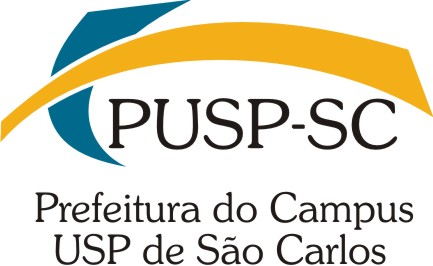 PUSP-SC
Prefeitura do Campus
USP de São Carlos